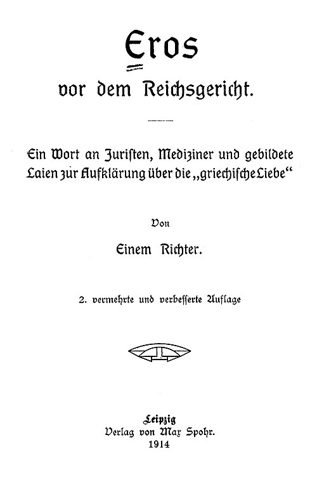 Eros
vor dem Reichsgericht.
Ein Wort an Juristen, Mediziner und gebildete
Laien zur Aufklärung über die „griechische Liebe“
Von
Einem Richter.
2. vermehrte und verbesserte Auflage
Leipzig
Verlag von Max Spohr.
1914